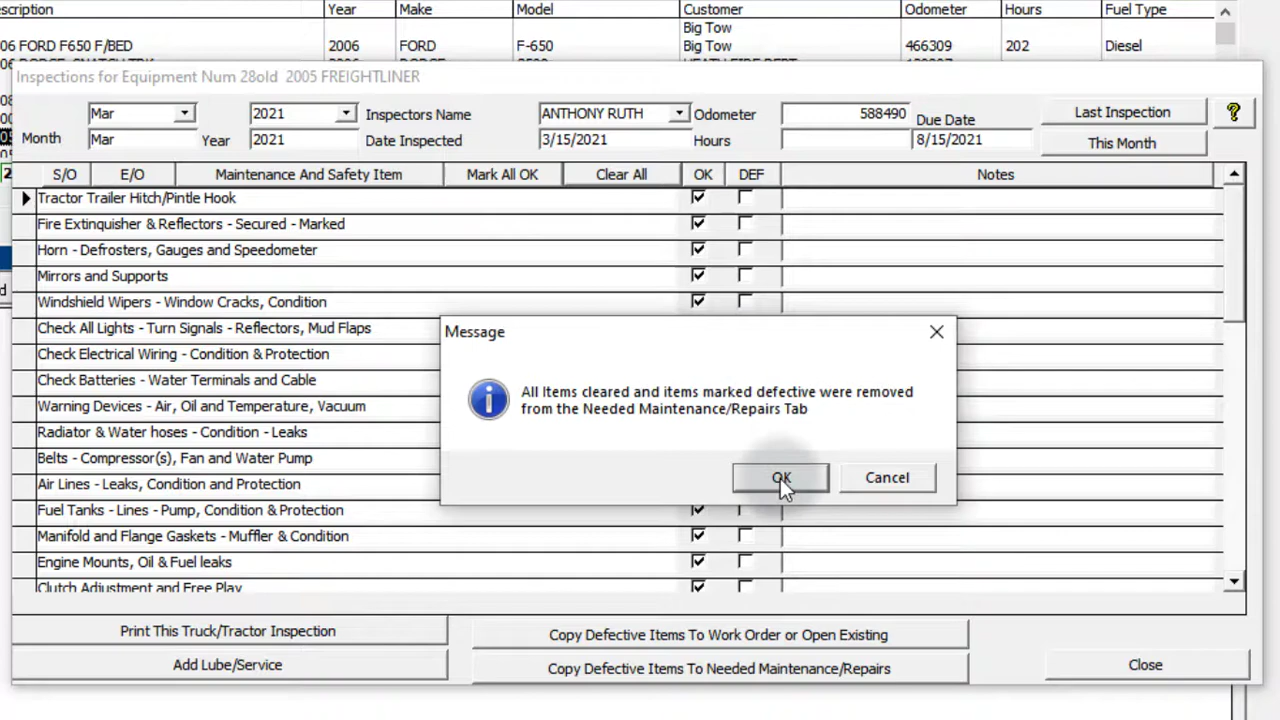 escription Year Make Model Customer Odometer Hours Fuel Type
Big Tow
06 FORD F650 F/BED 2006 FORD F-650 Big Tow 466309 202 Diesel
Inspections for Equipment Num 28old 2005 FREIGHTLINER
Mar 2021 Inspectors Name ANTHONY RUTH Odometer 588490 Due Date Last Inspection
Month Mar Year 2021 Date Inspected 3/15/2021 Hours 8/15/2021 This Month
S/O E/O Maintenance And Safety Item Mark All OK Clear All OK DEF Notes
Tractor Trailer Hitch/Pintle Hook
Fire Extinguisher & Reflectors - Secured - Marked
Horn - Defrosters, Gauges and Speedometer
Mirrors and Supports
Windshield Wipers - Window Cracks, Condition
Check All Lights - Turn Signals - Reflectors, Mud Flaps
Check Electrical Wiring - Condition & Protection
Check Batteries - Water Terminals and Cable
Warning Devices - Air, Oil and Temperature, Vacuum
Radiator & Water hoses - Condition - Leaks
Belts - Compressor(s), Fan and Water Pump
Air Lines - Leaks, Condition and Protection
Fuel Tanks - Lines - Pump, Condition & Protection
Manifold and Flange Gaskets - Muffler & Condition
Engine Mounts, Oil & Fuel leaks
Clutch Adjustment and Free Play
Message
All Items cleared and items marked defective were removed
from the Needed Maintenance/Repairs Tab
OK Cancel
Print This Truck/Tractor Inspection Copy Defective Items To Work Order or Open Existing
Add Lube/Service Copy Defective Items To Needed Maintenance/Repairs Close